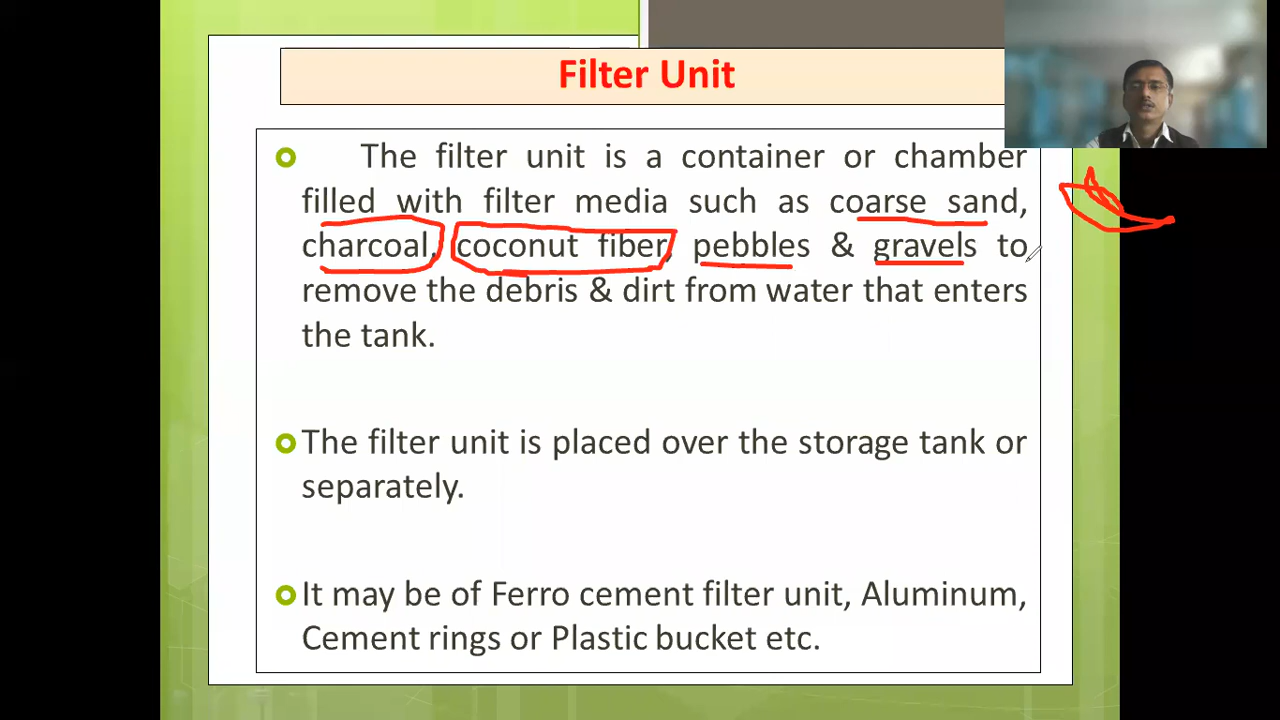 Filter Unit
The filter unit is a container or chamber
filled with filter media such as coarse sand,
charcoal, coconut fiber, pebbles & gravels to
remove the debris & dirt from water that enters
the tank.
The filter unit is placed over the storage tank or
separately.
It may be of Ferro cement filter unit, Aluminum,
Cement rings or Plastic bucket etc.